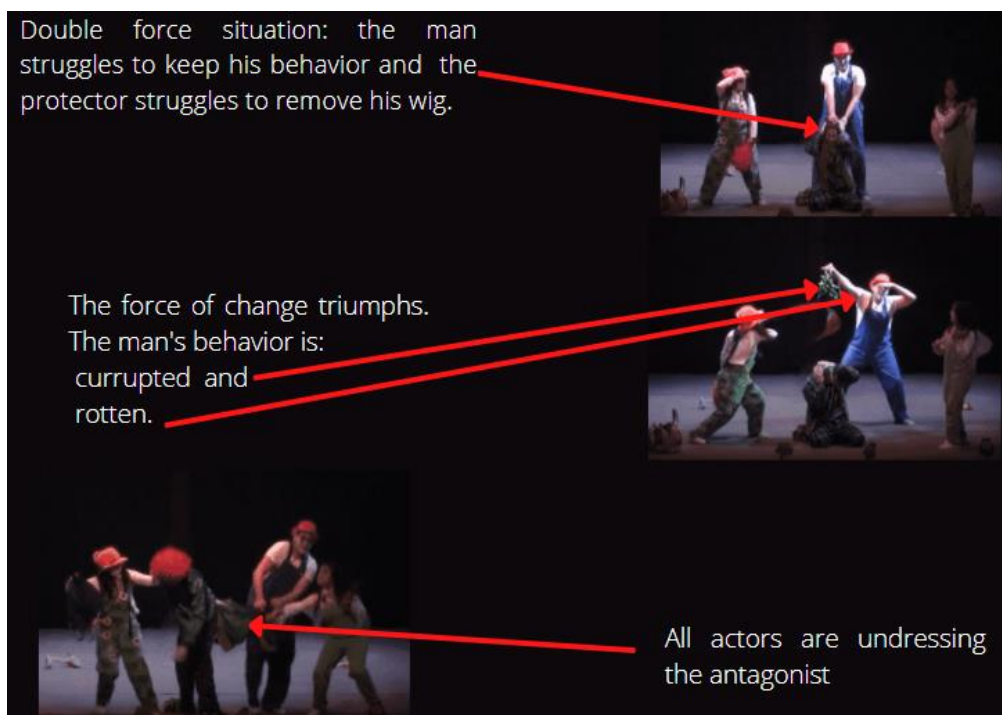 Double force situation: the man
struggles to keep his behavior and the
protector struggles to remove his wig.
The force of change triumphs.
The man's behavior is:
currupted and
rotten.
All actors are undressing
the antagonist